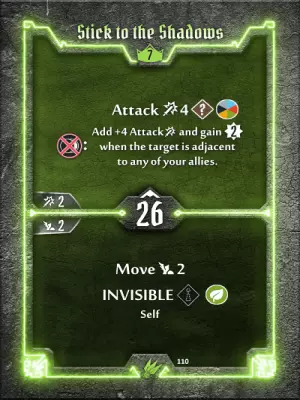 Stick to the Shadows
7
Attack 4 ?
Add +4 Attack and gain 2
: when the target is adjacent
to any of your allies.
2
26
2
Move 2
INVISIBLE
Self
110